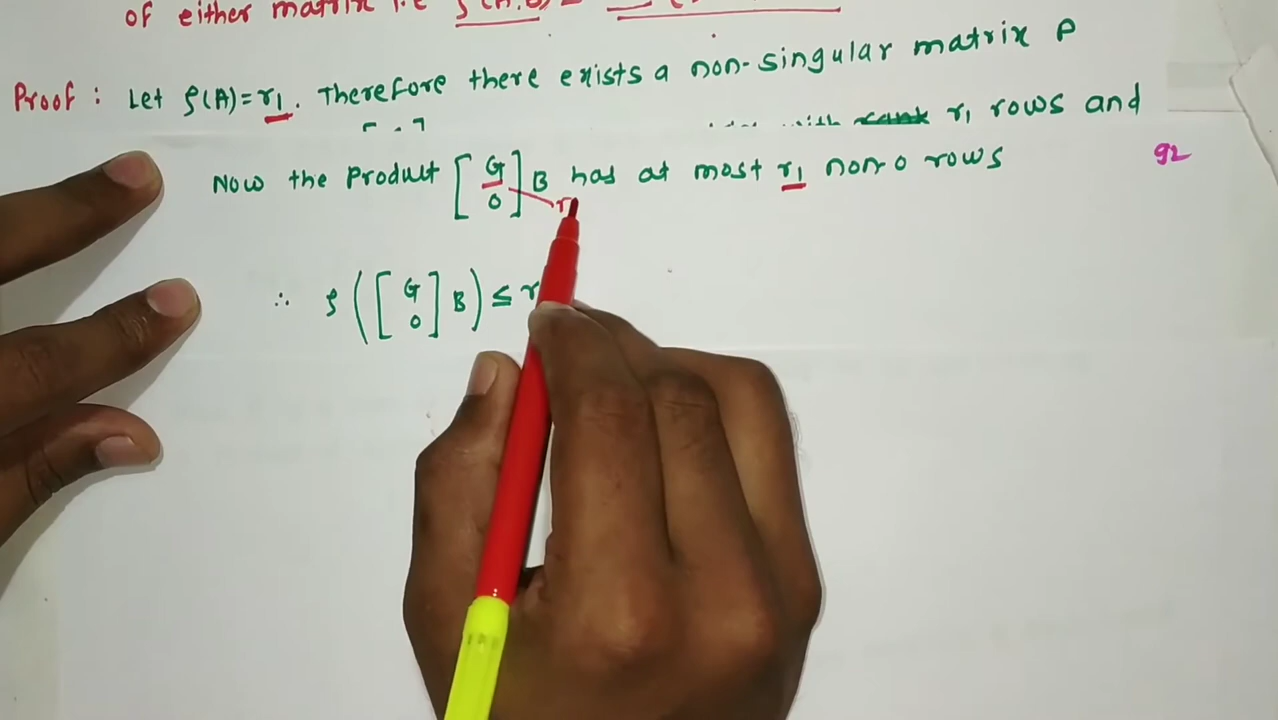 of either matrix i.e ρ(A.B)
Proof : Let ρ(A)=r₁. Therefore there exists a non-singular matrix P
with r₁ rows and
Now the Product [G 0] B has at most r₁ non 0 rows
92
∴ ρ([G 0] B) ≤ r